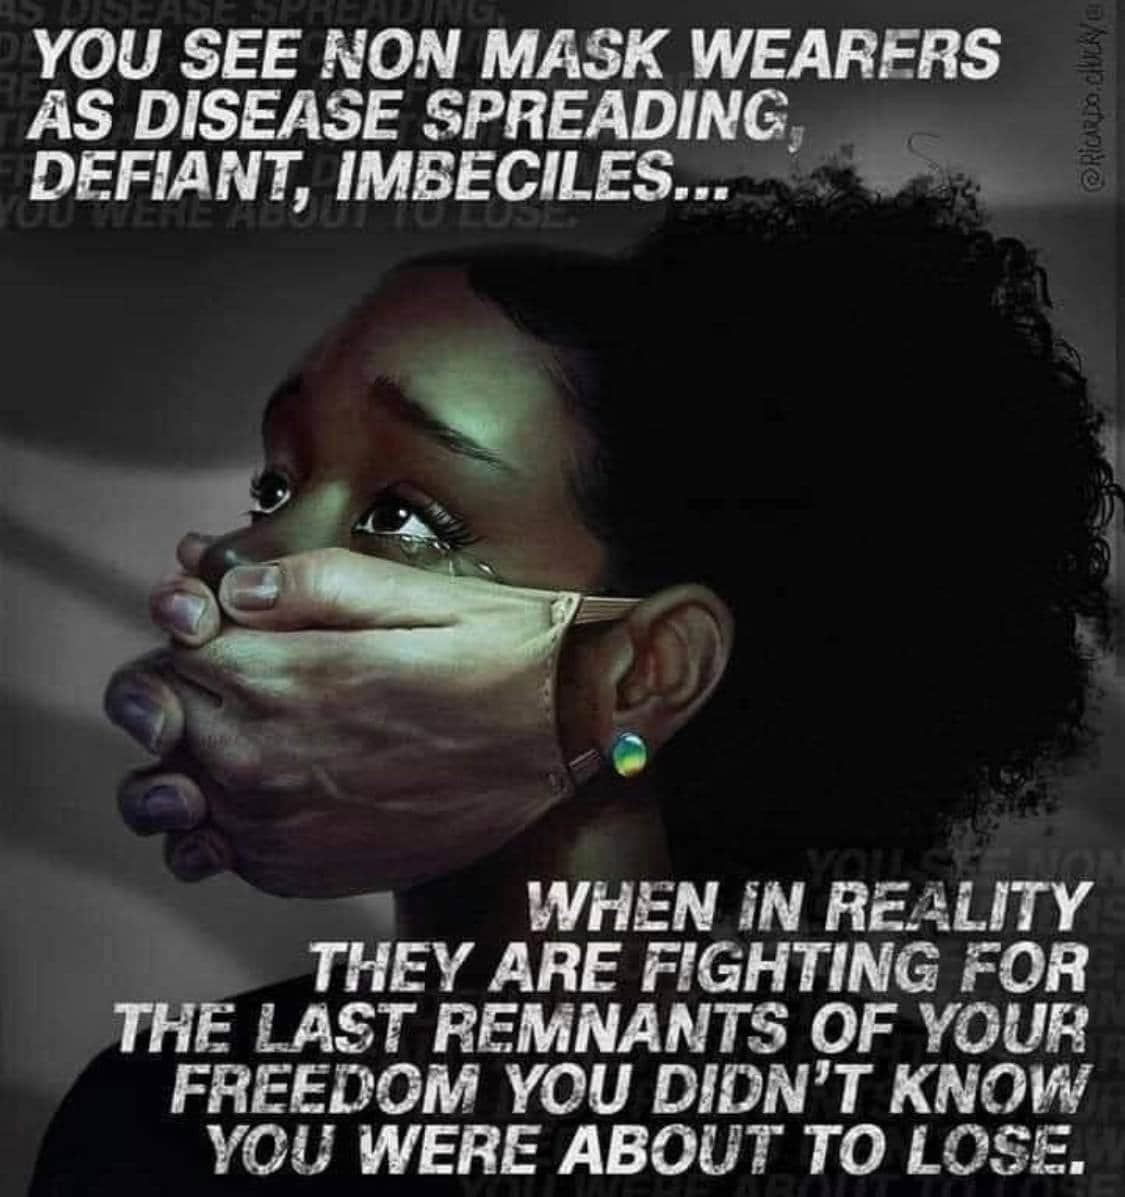 YOU SEE NON MASK WEARERS
AS DISEASE SPREADING,
DEFIANT, IMBECILES...
WHEN IN REALITY
THEY ARE FIGHTING FOR
THE LAST REMNANTS OF YOUR
FREEDOM YOU DIDN'T KNOW
YOU WERE ABOUT TO LOSE.